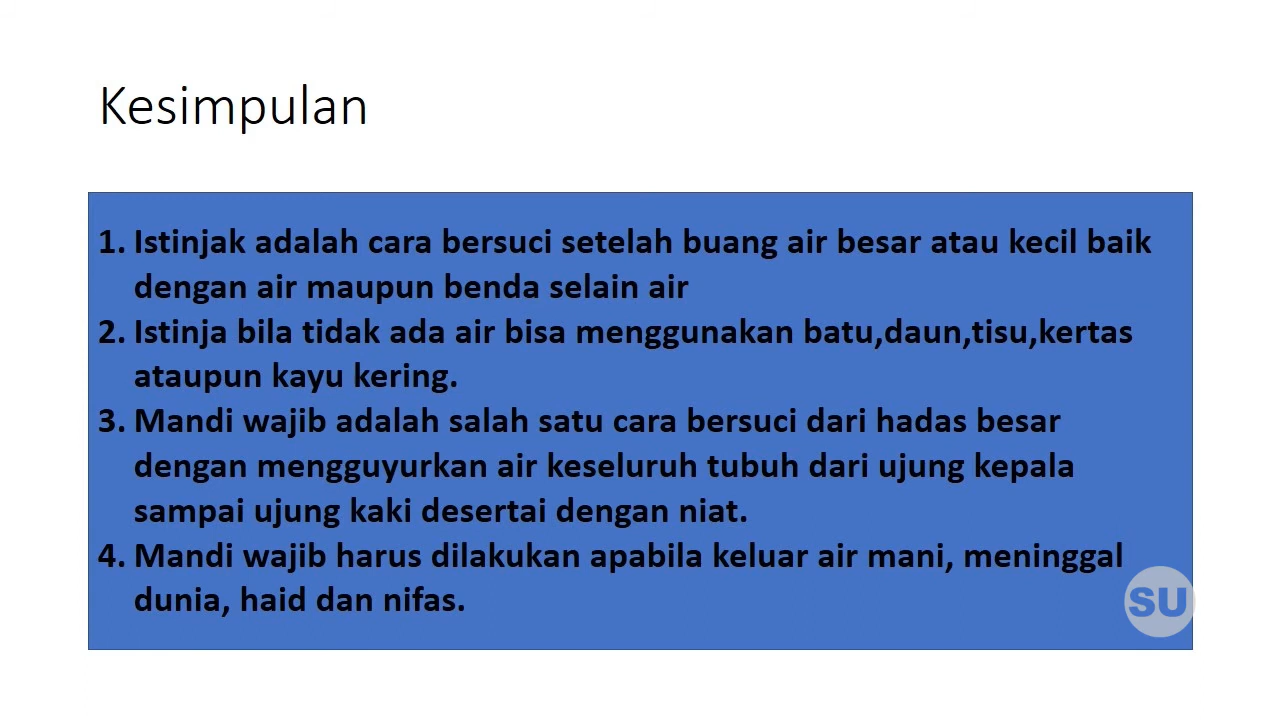 Kesimpulan
1. Istinjak adalah cara bersuci setelah buang air besar atau kecil baik
dengan air maupun benda selain air
2. Istinja bila tidak ada air bisa menggunakan batu,daun,tisu,kertas
ataupun kayu kering.
3. Mandi wajib adalah salah satu cara bersuci dari hadas besar
dengan mengguyurkan air keseluruh tubuh dari ujung kepala
sampai ujung kaki desertai dengan niat.
4. Mandi wajib harus dilakukan apabila keluar air mani, meninggal
dunia, haid dan nifas.
SU